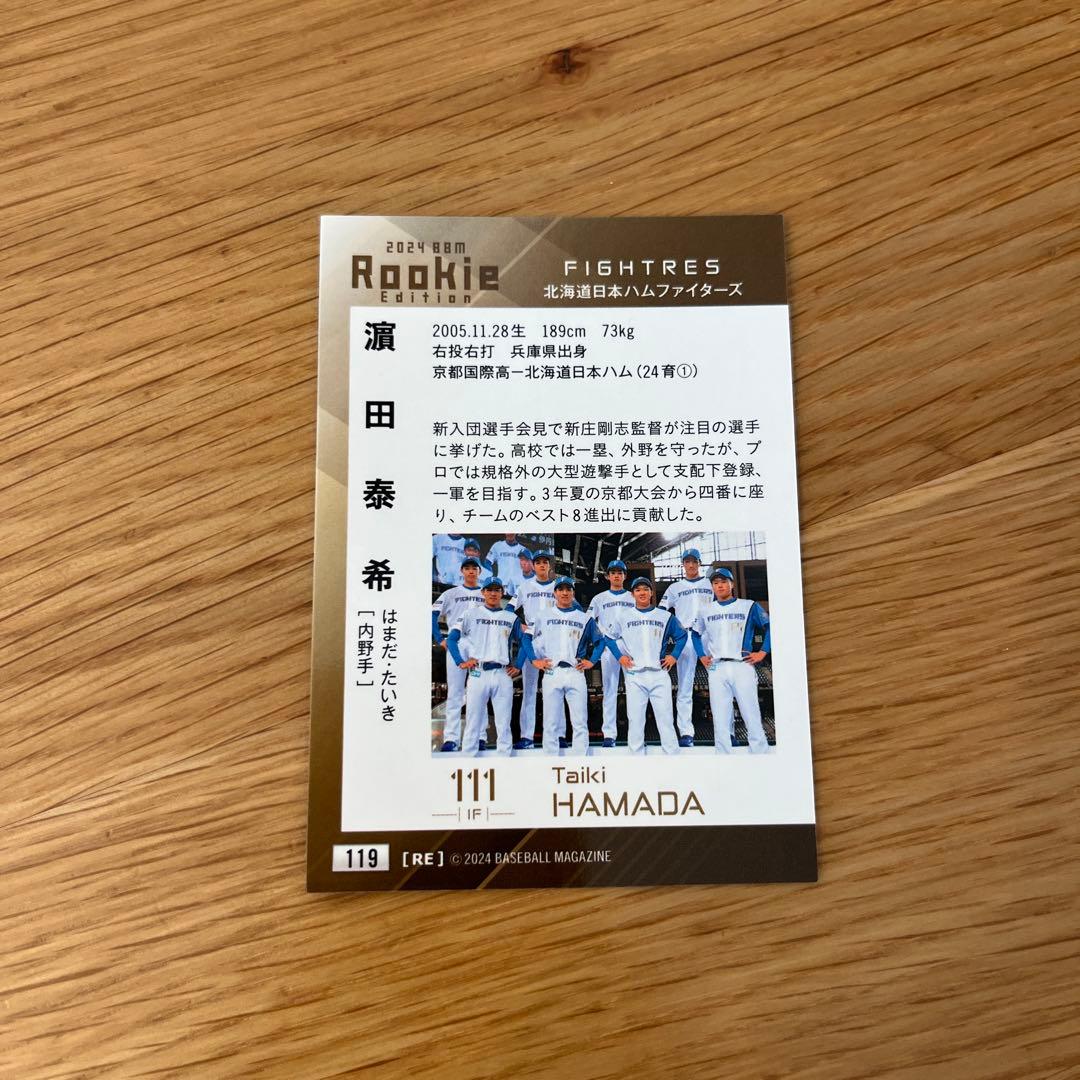 2024 BBM
Rookie
Edition
FIGHTRES
北海道日本ハムファイターズ
濵田泰希
はまだ・たいき
[内野手]
2005.11.28生 189cm 73kg
右投右打 兵庫県出身
京都国際高ー北海道日本ハム(24育①)
新入団選手会見で新庄剛志監督が注目の選手
に挙げた。高校では一塁、外野を守ったが、プ
ロでは規格外の大型遊撃手として支配下登録、
一軍を目指す。3年夏の京都大会から四番に座
り、チームのベスト8進出に貢献した。
FIGHTERS
FIGHTERS
FIGHTERS
FIGHTERS
111
IF
Taiki
HAMADA
119
[RE] © 2024 BASEBALL MAGAZINE